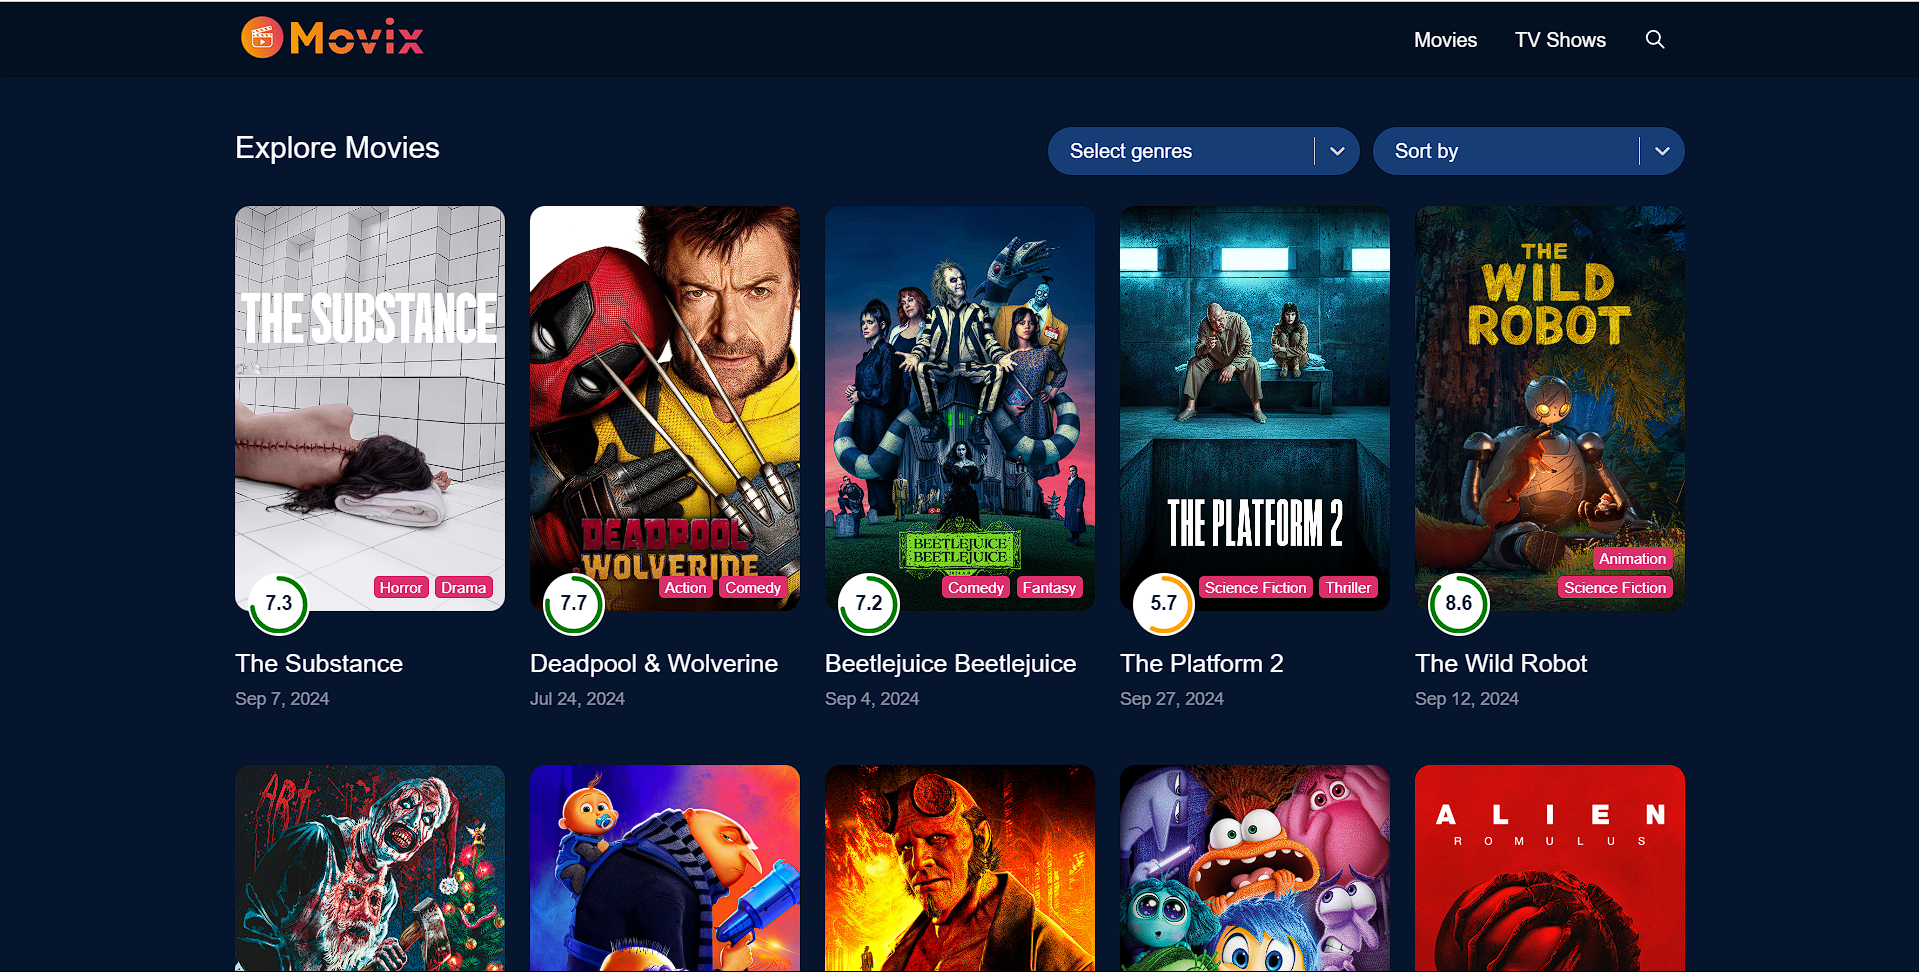 Movix
Movies
TV Shows
Explore Movies
Select genres
Sort by
THE SUBSTANCE
Horror
Drama
7.3
The Substance
Sep 7, 2024
DEADPOOL
WOLVERINE
Action
Comedy
7.7
Deadpool & Wolverine
Jul 24, 2024
BEETLEJUICE
BEETLEJUICE
Comedy
Fantasy
7.2
Beetlejuice Beetlejuice
Sep 4, 2024
THE PLATFORM 2
Science Fiction
Thriller
5.7
The Platform 2
Sep 27, 2024
THE
WILD
ROBOT
Animation
Science Fiction
8.6
The Wild Robot
Sep 12, 2024
ART
ALIEN
ROMULUS